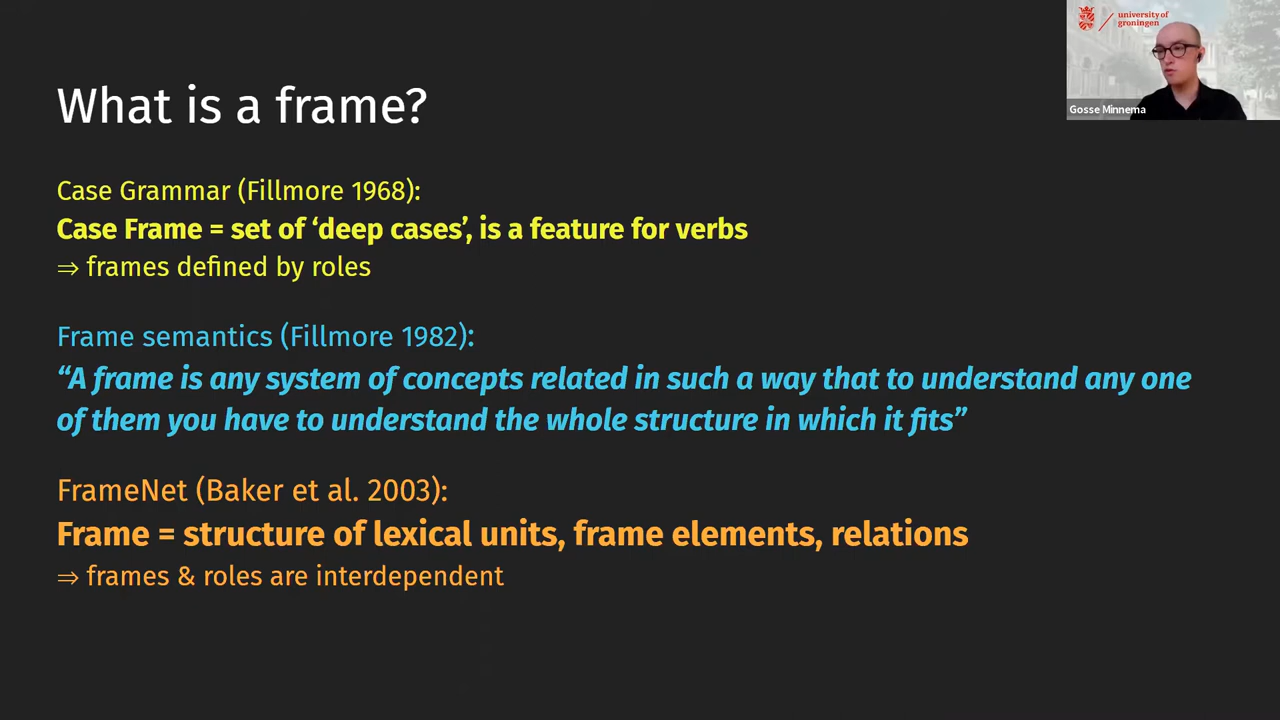 university of
groningen
Gosse Minnema
What is a frame?
Case Grammar (Fillmore 1968):
Case Frame = set of ‘deep cases’, is a feature for verbs
⇒ frames defined by roles
Frame semantics (Fillmore 1982):
“A frame is any system of concepts related in such a way that to understand any one
of them you have to understand the whole structure in which it fits”
FrameNet (Baker et al. 2003):
Frame = structure of lexical units, frame elements, relations
⇒ frames & roles are interdependent